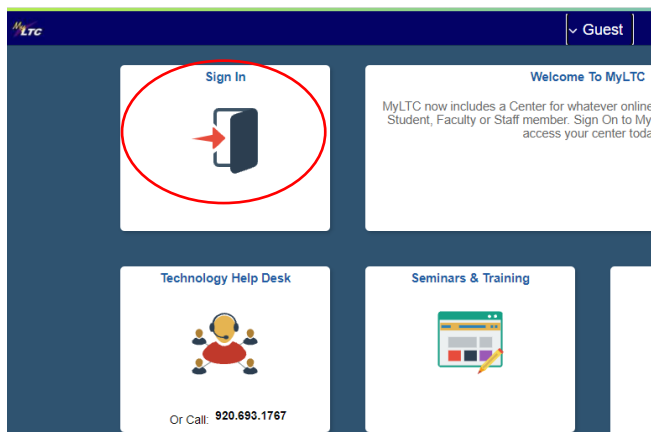 MyLTC
Guest
Sign In
Welcome To MyLTC
MyLTC now includes a Center for whatever online
Student, Faculty or Staff member. Sign On to My
access your center toda
Technology Help Desk
Seminars & Training
Or Call: 920.693.1767